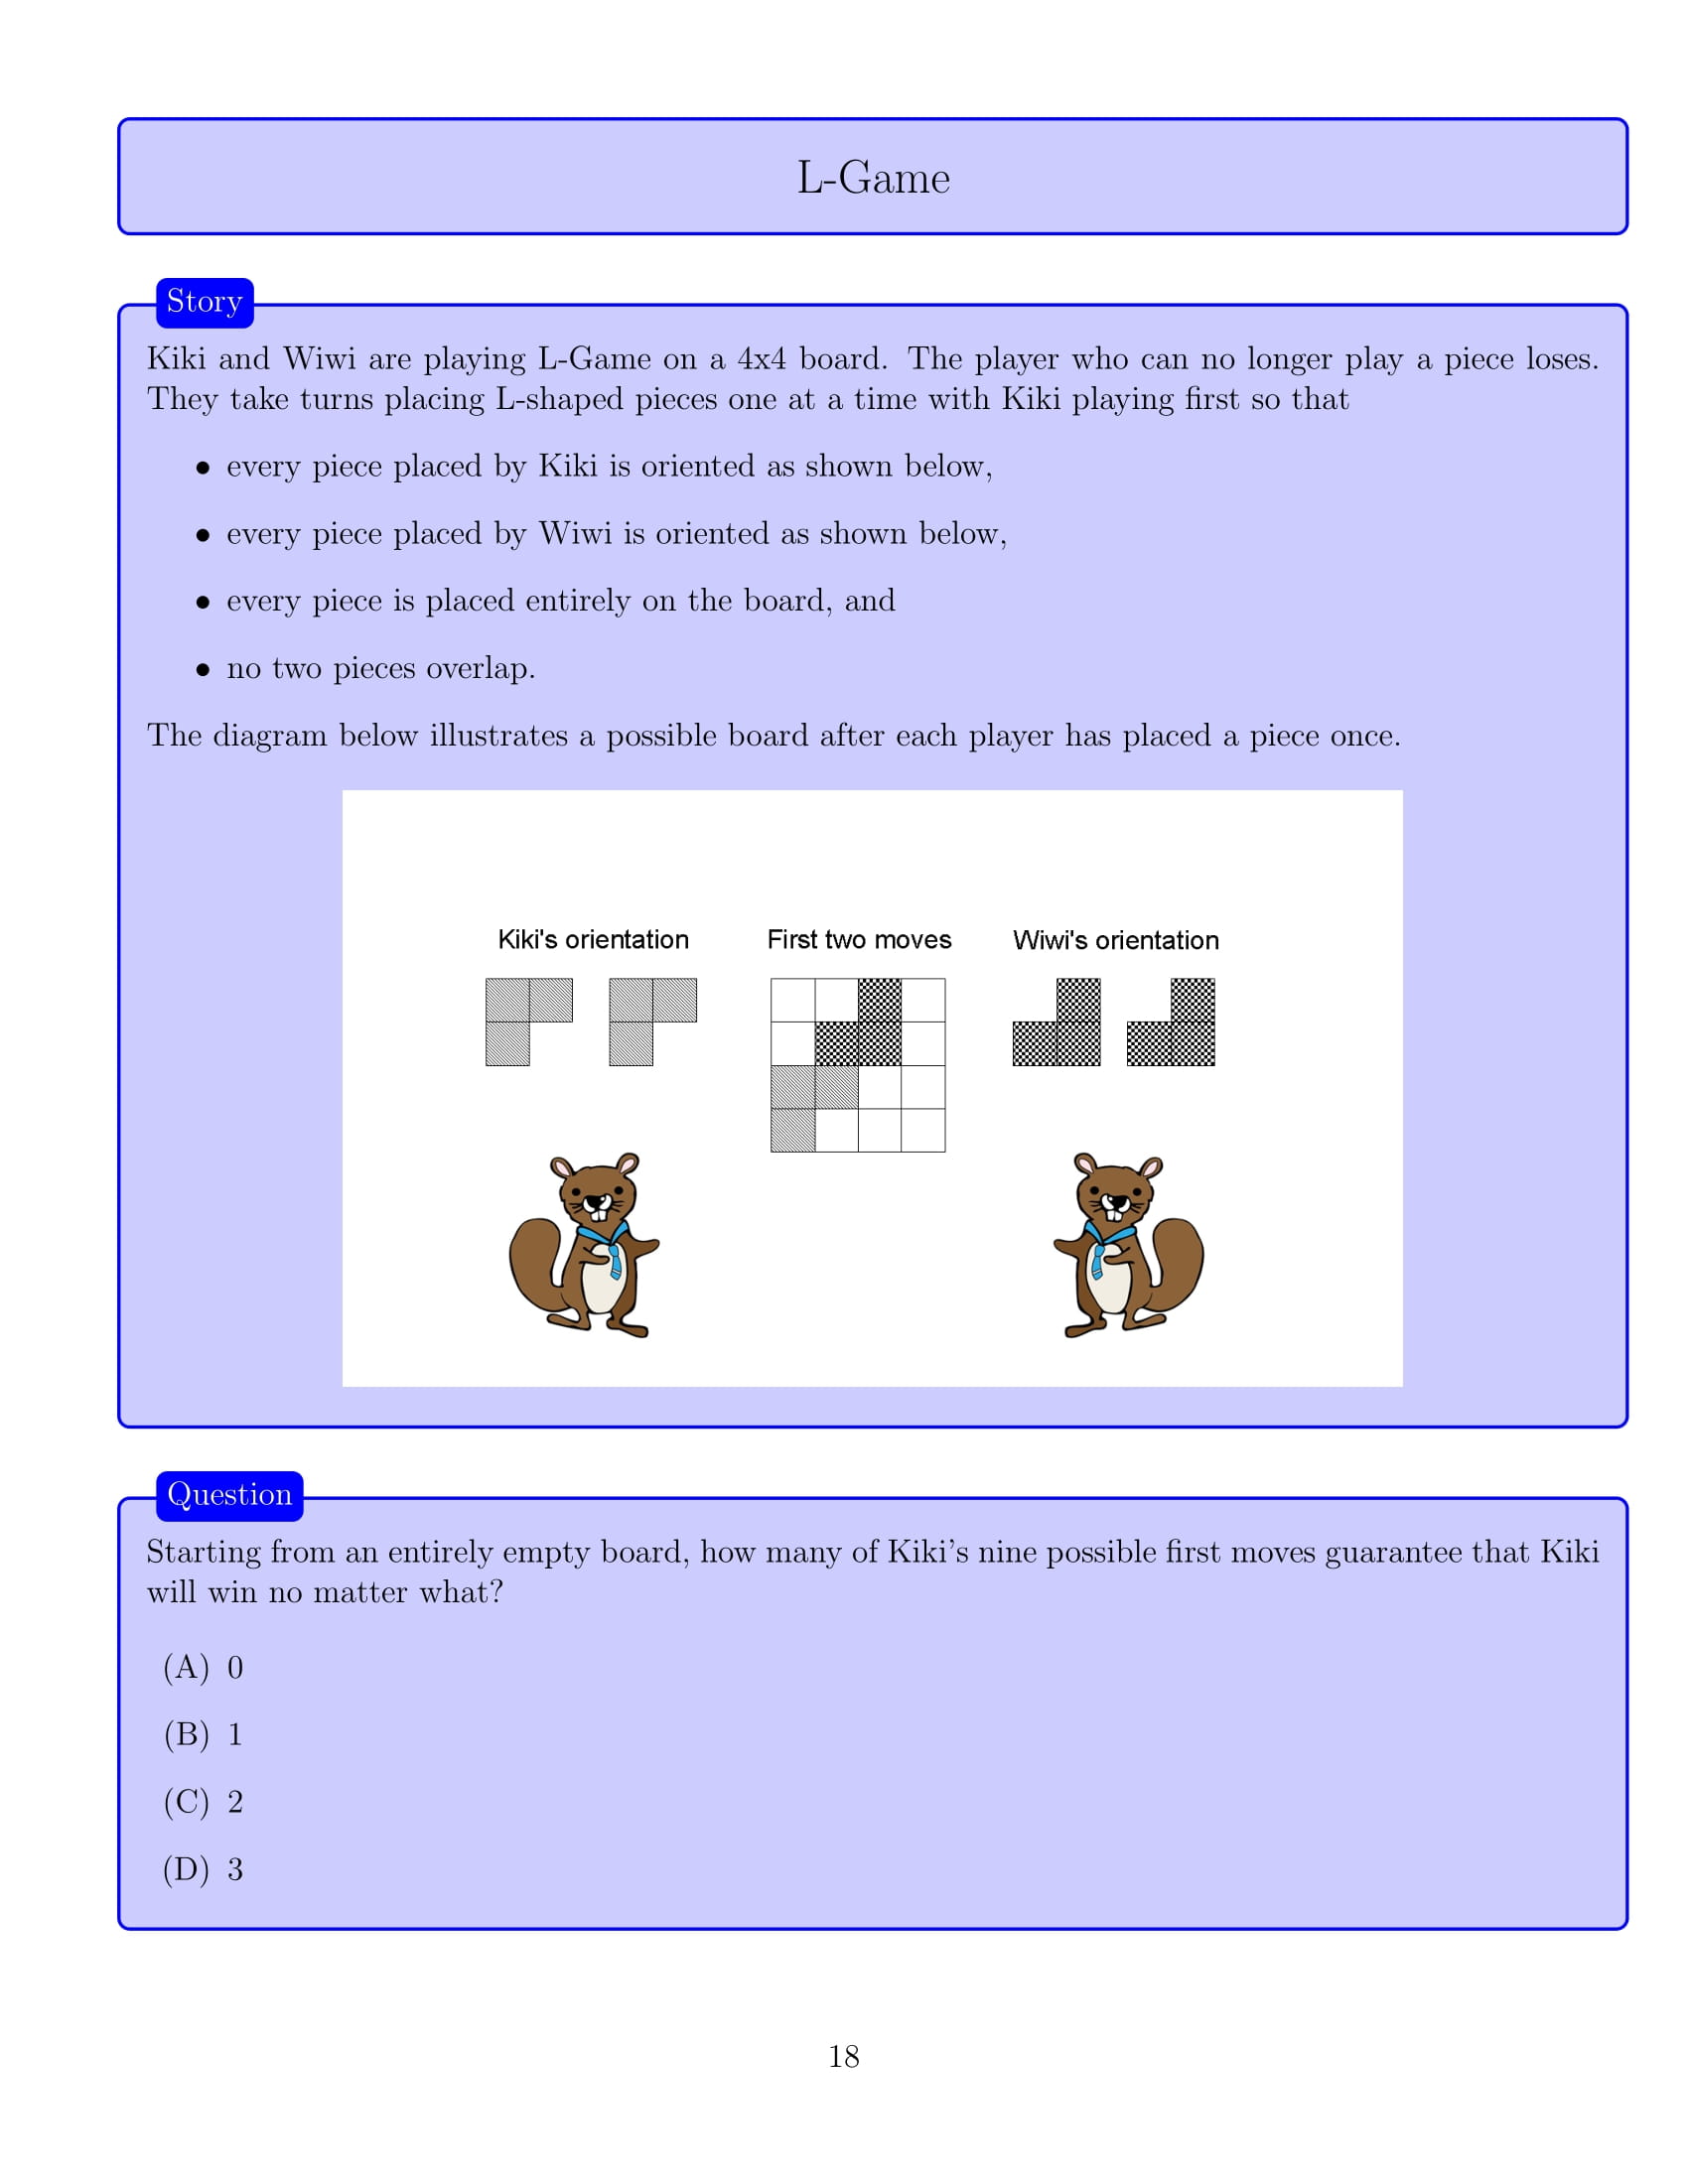 L-Game
Story
Kiki and Wiwi are playing L-Game on a 4x4 board. The player who can no longer play a piece loses.
They take turns placing L-shaped pieces one at a time with Kiki playing first so that
• every piece placed by Kiki is oriented as shown below,
• every piece placed by Wiwi is oriented as shown below,
• every piece is placed entirely on the board, and
• no two pieces overlap.
The diagram below illustrates a possible board after each player has placed a piece once.
Kiki's orientation First two moves Wiwi's orientation
Question
Starting from an entirely empty board, how many of Kiki's nine possible first moves guarantee that Kiki
will win no matter what?
(A) 0
(B) 1
(C) 2
(D) 3
18